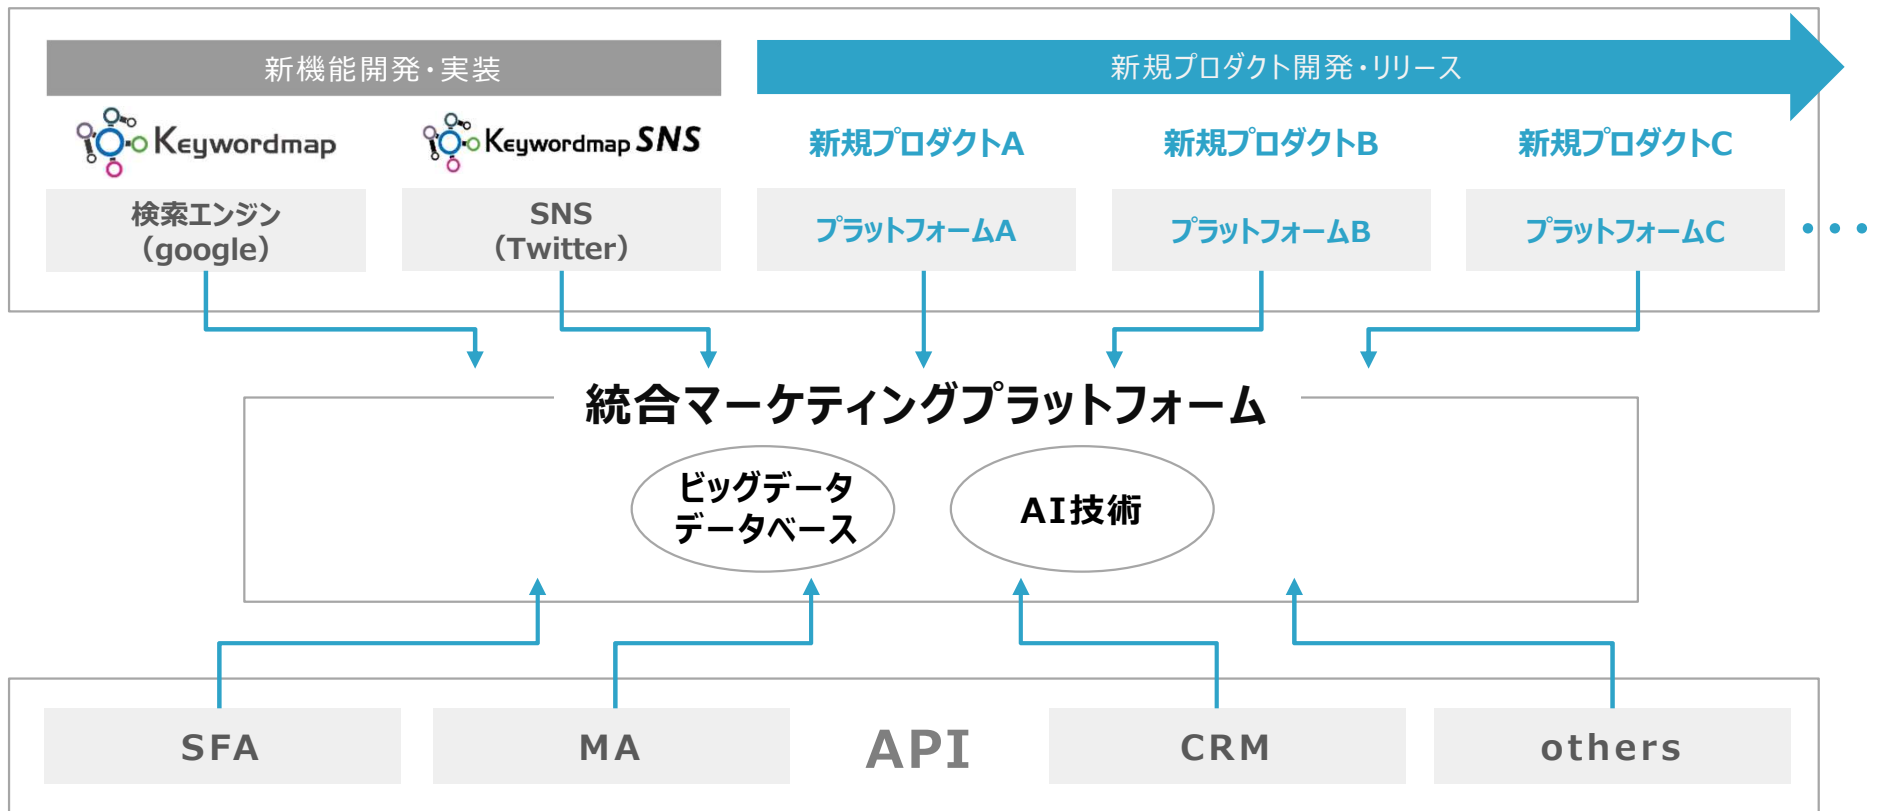 新機能開発・実装
新規プロダクト開発・リリース
Keywordmap
Keywordmap SNS
新規プロダクトA
新規プロダクトB
新規プロダクトC
検索エンジン
（google）
SNS
（Twitter）
プラットフォームA
プラットフォームB
プラットフォームC
・・・
統合マーケティングプラットフォーム
ビッグデータ
データベース
AI技術
SFA
MA
API
CRM
others